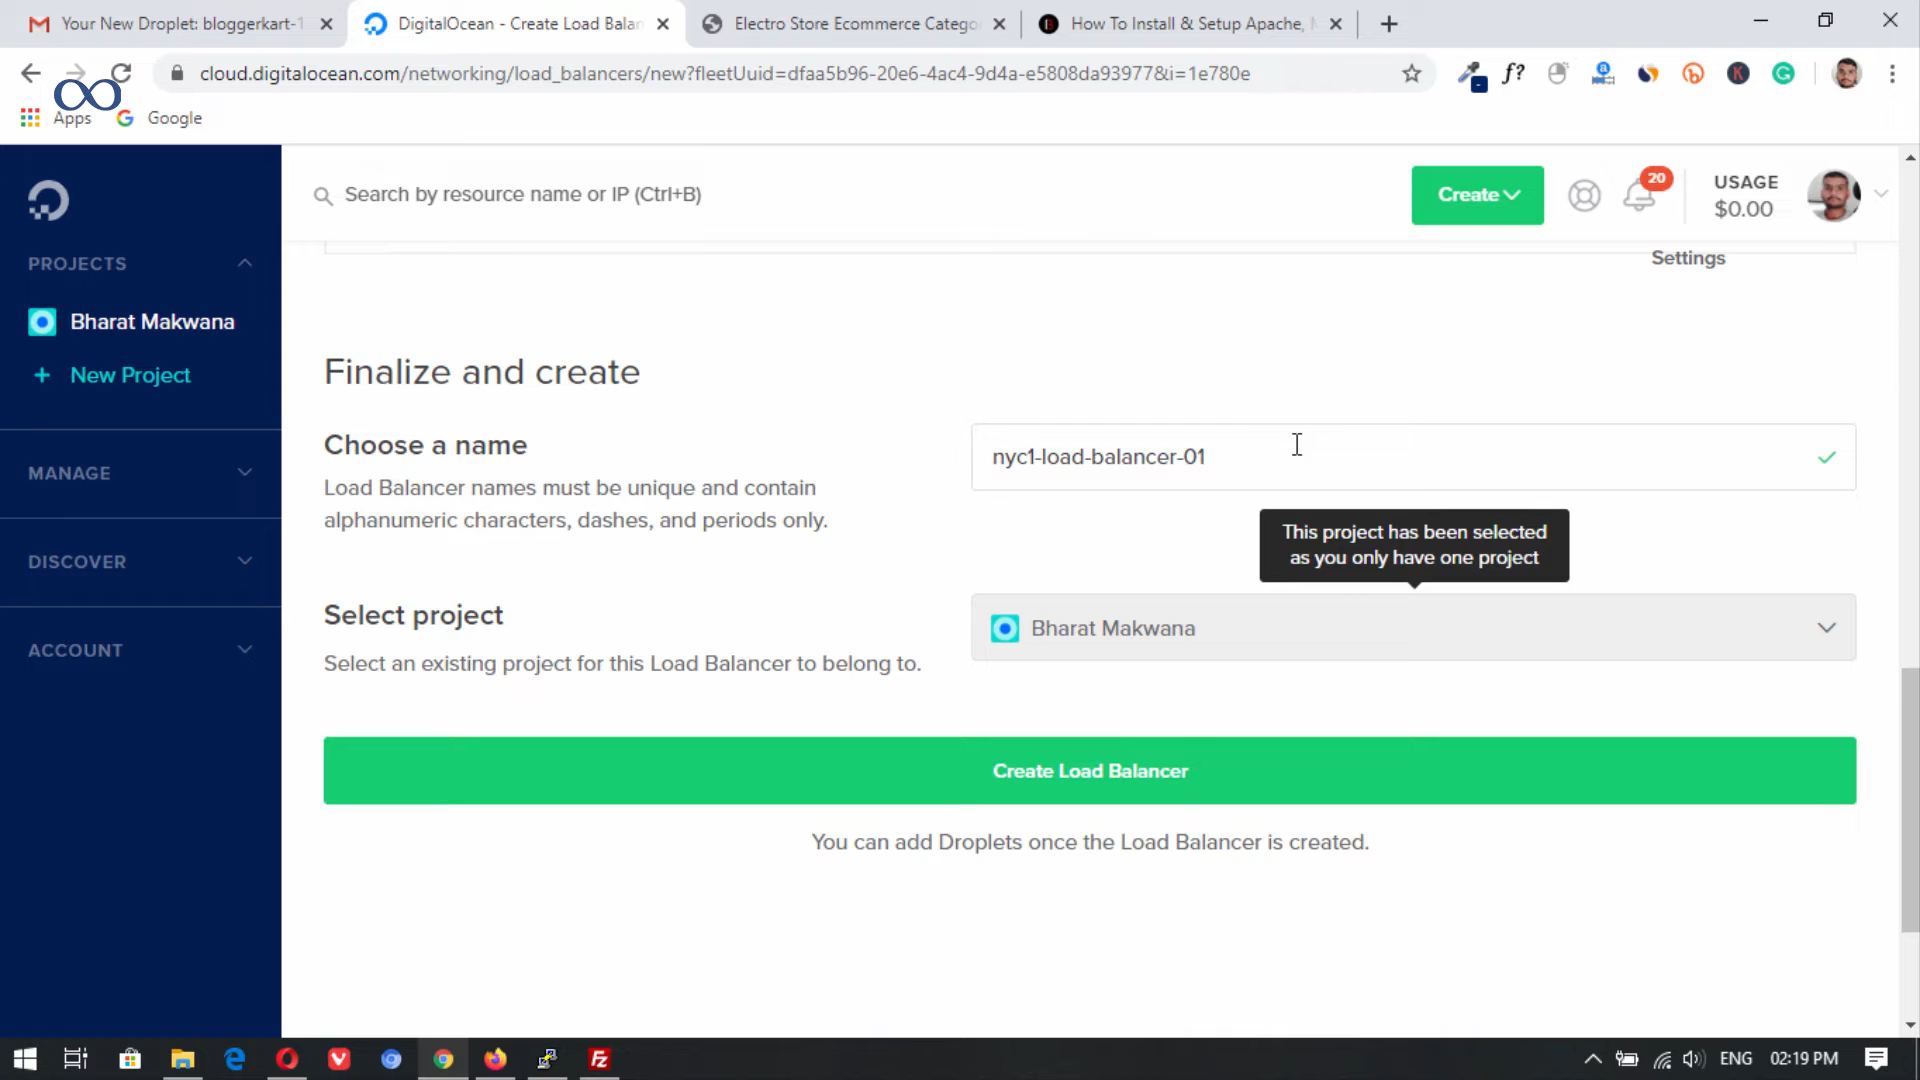 Your New Droplet: bloggerkart-1
DigitalOcean - Create Load Balan
Electro Store Ecommerce Catego
How To Install & Setup Apache,
cloud.digitalocean.com/networking/load_balancers/new?fleetUuid=dfaa5b96-20e6-4ac4-9d4a-e5808da93977&i=1e780e
f?
Apps
Google
Search by resource name or IP (Ctrl+B)
Create
20
USAGE
$0.00
PROJECTS
Bharat Makwana
+ New Project
MANAGE
DISCOVER
ACCOUNT
Settings
Finalize and create
Choose a name
Load Balancer names must be unique and contain
alphanumeric characters, dashes, and periods only.
nyc1-load-balancer-01
This project has been selected
as you only have one project
Select project
Select an existing project for this Load Balancer to belong to.
Bharat Makwana
Create Load Balancer
You can add Droplets once the Load Balancer is created.
ENG
02:19 PM